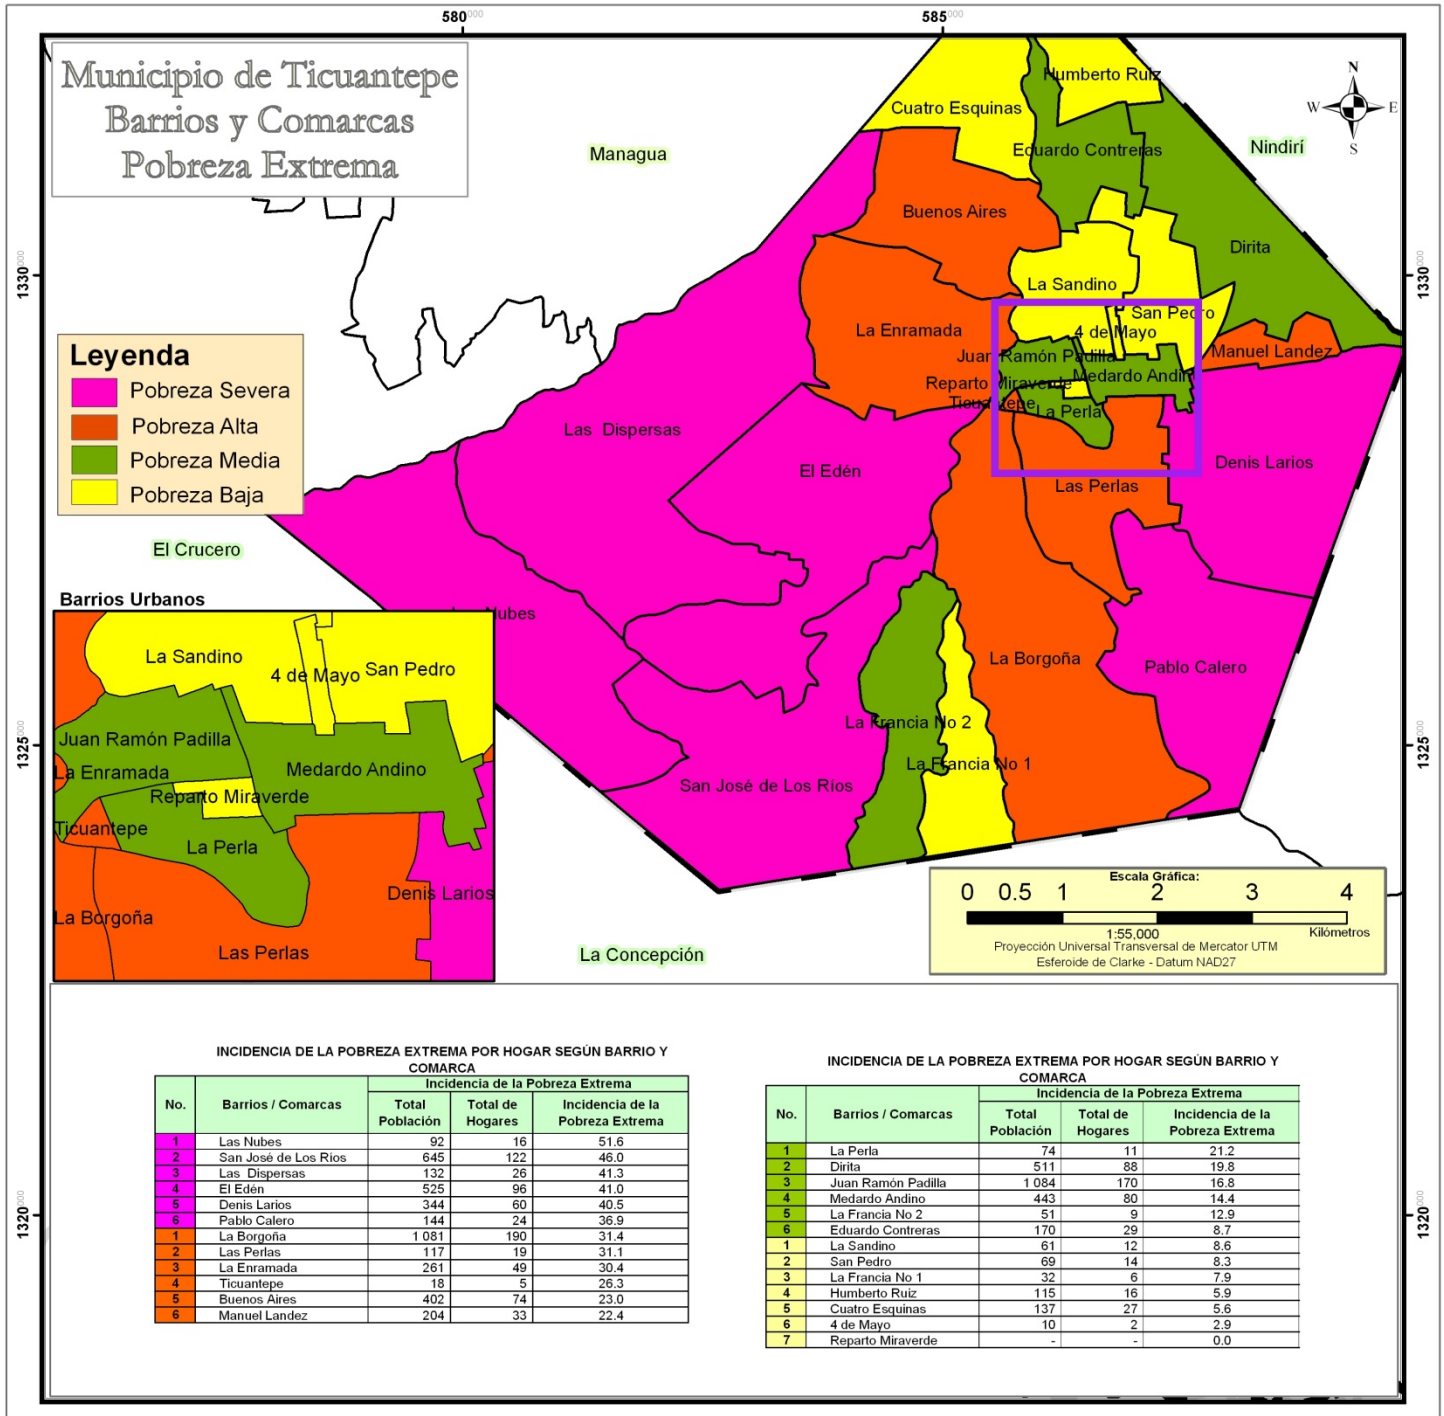 580000
585000
Municipio de Ticuantepe
Barrios y Comarcas
Pobreza Extrema
Humberto Ruiz
Cuatro Esquinas
N
W E
S
Managua
Eduardo Contreras
Nindirí
Buenos Aires
Dirita
1330000
1330000
La Sandino
San Pedro
La Enramada
4 de Mayo
Leyenda
Pobreza Severa
Pobreza Alta
Pobreza Media
Pobreza Baja
Juan Ramón Padilla
Manuel Landez
Reparto Miraverde
Medardo Andino
Ticuantepe
La Perla
Las Dispersas
El Edén
Denis Larios
Las Perlas
El Crucero
Nubes
La Borgoña
Pablo Calero
La Francia No 2
La Francia No 1
San José de Los Ríos
1325000
1325000
Barrios Urbanos
La Sandino
4 de Mayo
San Pedro
Juan Ramón Padilla
La Enramada
Medardo Andino
Reparto Miraverde
Ticuantepe
La Perla
Denis Larios
La Borgoña
Las Perlas
La Concepción
Escala Gráfica:
0 0.5 1 2 3 4
1:55,000
Kilómetros
Proyección Universal Transversal de Mercator UTM
Esferoide de Clarke - Datum NAD27
INCIDENCIA DE LA POBREZA EXTREMA POR HOGAR SEGÚN BARRIO Y
COMARCA
Incidencia de la Pobreza Extrema
No. Barrios / Comarcas Total Población Total de Hogares Incidencia de la Pobreza Extrema
1 Las Nubes 92 16 51.6
2 San José de Los Rios 645 122 46.0
3 Las Dispersas 132 26 41.3
4 El Edén 525 96 41.0
5 Denis Larios 344 60 40.5
6 Pablo Calero 144 24 36.9
1 La Borgoña 1 081 190 31.4
2 Las Perlas 117 19 31.1
3 La Enramada 261 49 30.4
4 Ticuantepe 18 5 26.3
5 Buenos Aires 402 74 23.0
6 Manuel Landez 204 33 22.4
INCIDENCIA DE LA POBREZA EXTREMA POR HOGAR SEGÚN BARRIO Y
COMARCA
Incidencia de la Pobreza Extrema
No. Barrios / Comarcas Total Población Total de Hogares Incidencia de la Pobreza Extrema
1 La Perla 74 11 21.2
2 Dirita 511 88 19.8
3 Juan Ramón Padilla 1 084 170 16.8
4 Medardo Andino 443 80 14.4
5 La Francia No 2 51 9 12.9
6 Eduardo Contreras 170 29 8.7
1 La Sandino 61 12 8.6
2 San Pedro 69 14 8.3
3 La Francia No 1 32 6 7.9
4 Humberto Ruiz 115 16 5.9
5 Cuatro Esquinas 137 27 5.6
6 4 de Mayo 10 2 2.9
7 Reparto Miraverde - - 0.0
1320000
1320000